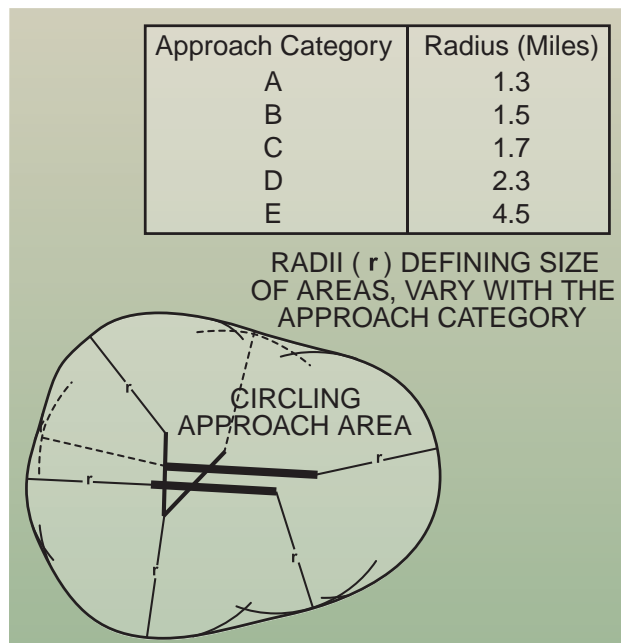 Approach Category Radius (Miles)
A 1.3
B 1.5
C 1.7
D 2.3
E 4.5
RADII ( r ) DEFINING SIZE
OF AREAS, VARY WITH THE
APPROACH CATEGORY
r
CIRCLING
APPROACH AREA
r
r
r
r